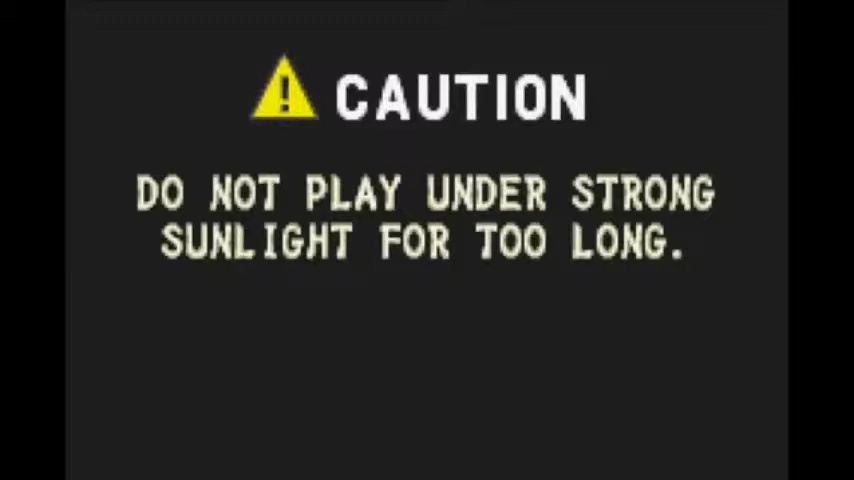 CAUTION
DO NOT PLAY UNDER STRONG
SUNLIGHT FOR TOO LONG.